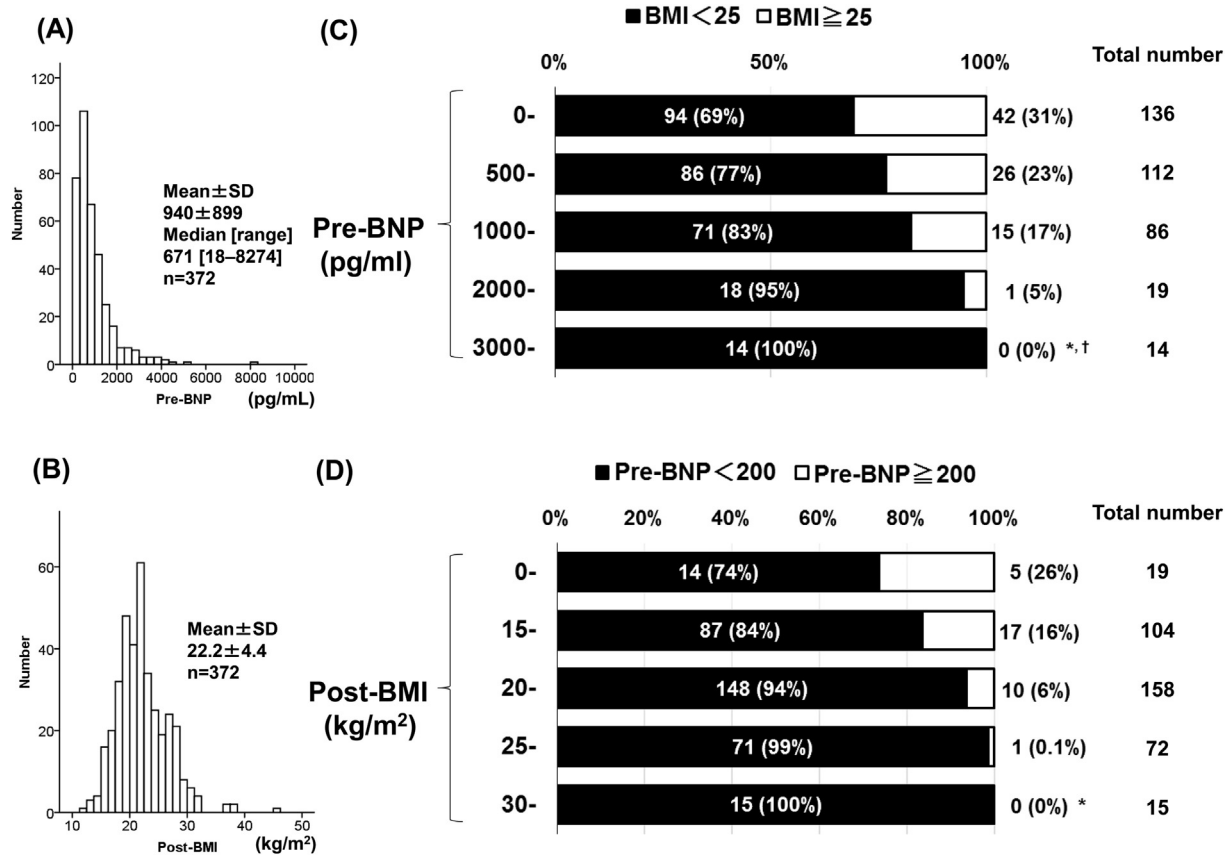 (A)
120
100
80
60
40
20
0
Number
Mean±SD
940±899
Median [range]
671 [18–8274]
n=372
0 2000 4000 6000 8000 10000
Pre-BNP (pg/mL)
(C)
■BMI＜25 □BMI≧25
0% 50% 100% Total number
Pre-BNP
(pg/ml)
0- 94 (69%) 42 (31%) 136
500- 86 (77%) 26 (23%) 112
1000- 71 (83%) 15 (17%) 86
2000- 18 (95%) 1 (5%) 19
3000- 14 (100%) 0 (0%) *,† 14
(B)
60
40
20
0
Number
Mean±SD
22.2±4.4
n=372
10 20 30 40 50
Post-BMI (kg/m²)
(D)
■Pre-BNP＜200 □Pre-BNP≧200
0% 20% 40% 60% 80% 100% Total number
Post-BMI
(kg/m²)
0- 14 (74%) 5 (26%) 19
15- 87 (84%) 17 (16%) 104
20- 148 (94%) 10 (6%) 158
25- 71 (99%) 1 (0.1%) 72
30- 15 (100%) 0 (0%) * 15